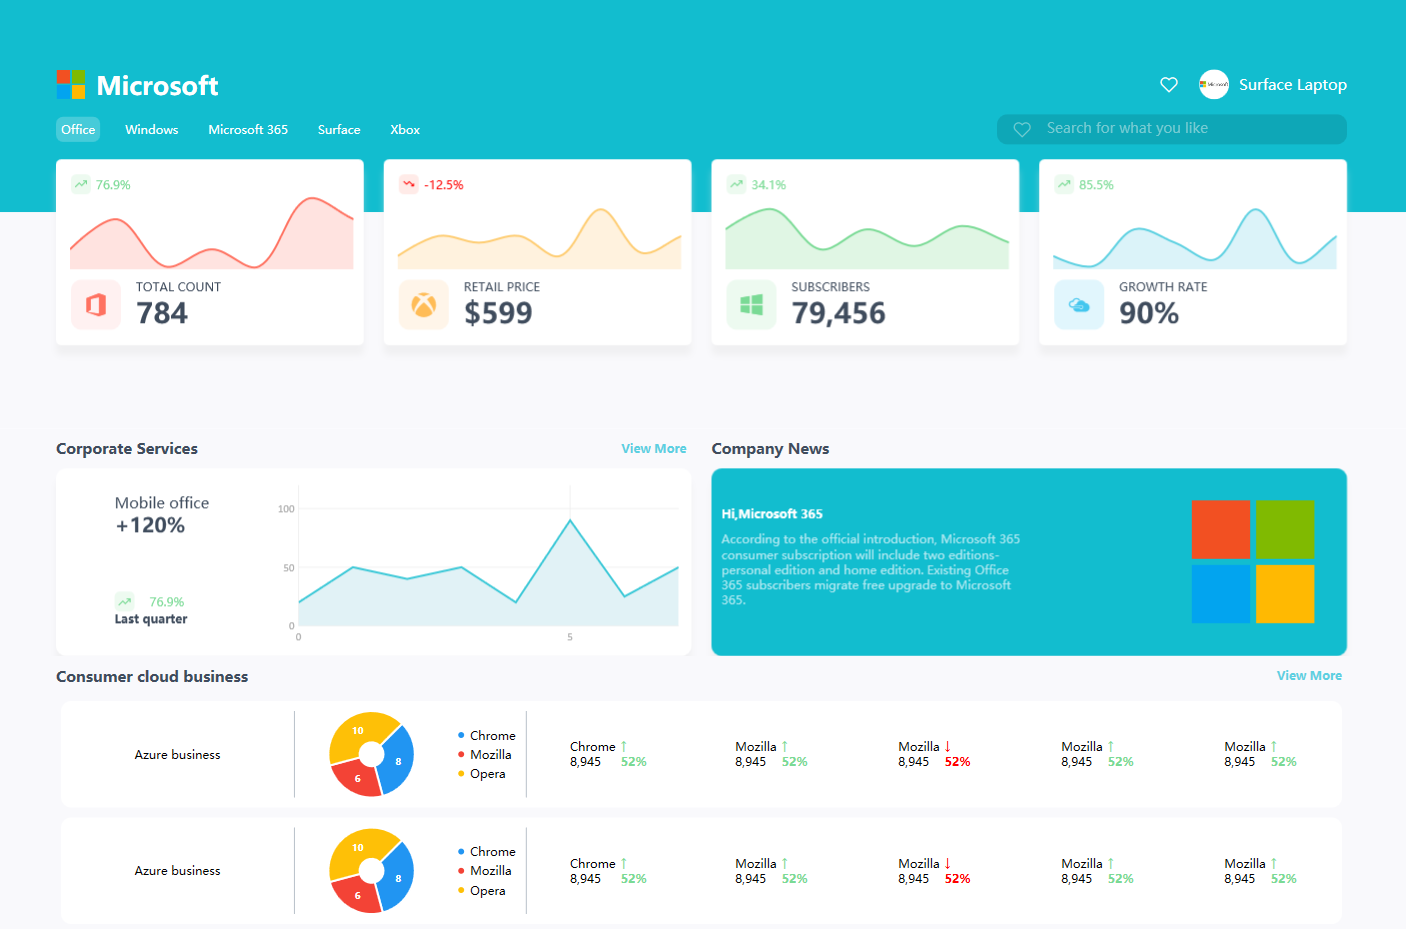 Microsoft
Surface Laptop
Office
Windows
Microsoft 365
Surface
Xbox
Search for what you like
76.9%
TOTAL COUNT
784
-12.5%
RETAIL PRICE
$599
34.1%
SUBSCRIBERS
79,456
85.5%
GROWTH RATE
90%
Corporate Services
View More
Mobile office
+120%
76.9%
Last quarter
100
50
0
0
5
Company News
Hi,Microsoft 365
According to the official introduction, Microsoft 365
consumer subscription will include two editions-
personal edition and home edition. Existing Office
365 subscribers migrate free upgrade to Microsoft
365.
Consumer cloud business
View More
Azure business
10
8
6
Chrome
Mozilla
Opera
Chrome ↑
8,945 52%
Mozilla ↑
8,945 52%
Mozilla ↓
8,945 52%
Mozilla ↑
8,945 52%
Mozilla ↑
8,945 52%
Azure business
10
8
6
Chrome
Mozilla
Opera
Chrome ↑
8,945 52%
Mozilla ↑
8,945 52%
Mozilla ↓
8,945 52%
Mozilla ↑
8,945 52%
Mozilla ↑
8,945 52%